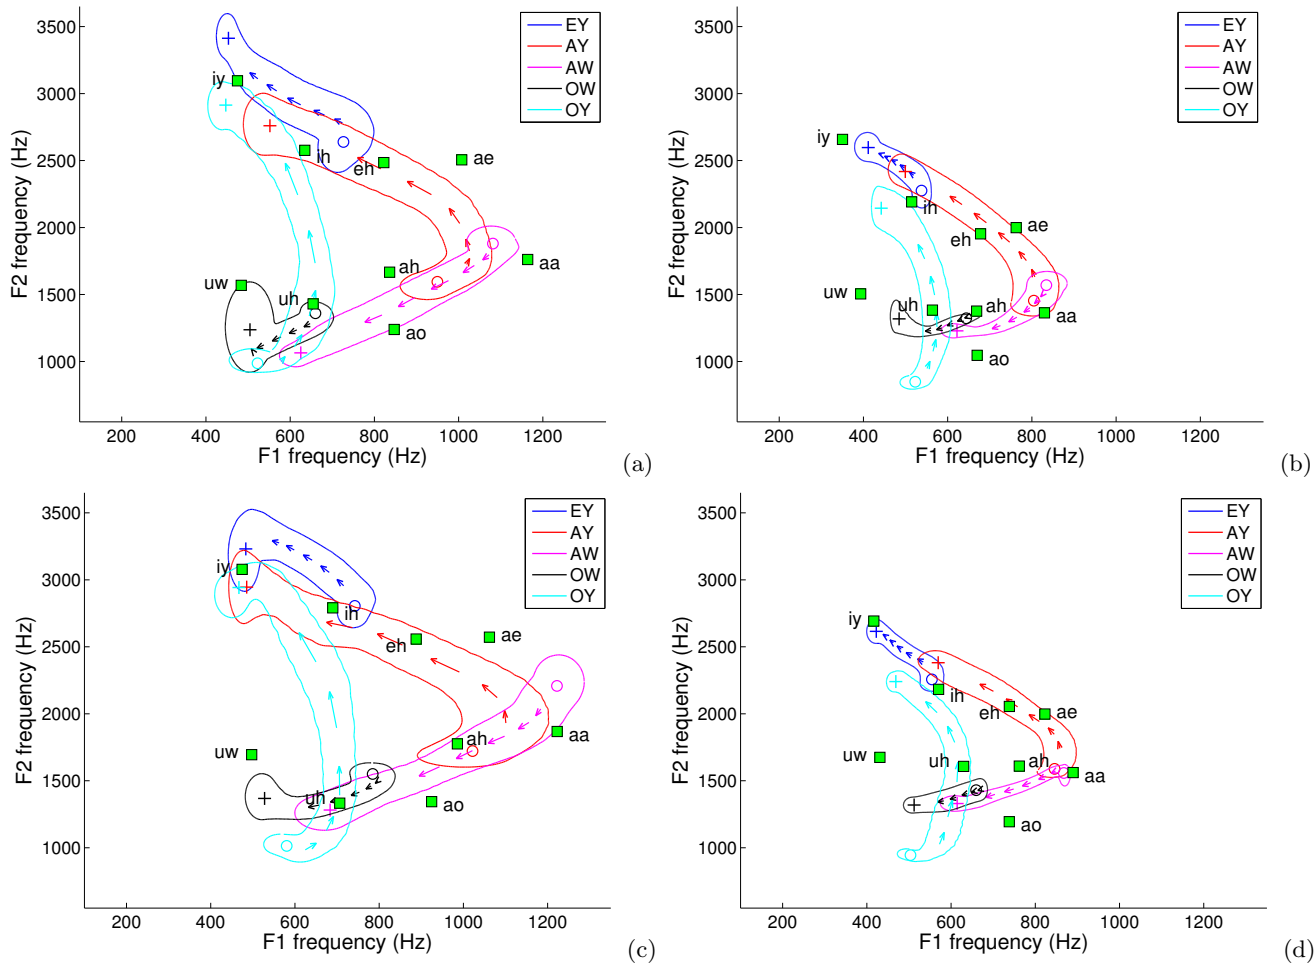 3500
3000
2500
2000
1500
1000
F2 frequency (Hz)
EY
AY
AW
OW
OY
iy
ih
eh
ae
ah
aa
uw
uh
ao
200 400 600 800 1000 1200
F1 frequency (Hz)
(a)
3500
3000
2500
2000
1500
1000
F2 frequency (Hz)
EY
AY
AW
OW
OY
iy
ih
eh
ae
uw
uh
ah
aa
ao
200 400 600 800 1000 1200
F1 frequency (Hz)
(b)
3500
3000
2500
2000
1500
1000
F2 frequency (Hz)
EY
AY
AW
OW
OY
iy
ih
eh
ae
uw
ah
aa
uh
ao
200 400 600 800 1000 1200
F1 frequency (Hz)
(c)
3500
3000
2500
2000
1500
1000
F2 frequency (Hz)
EY
AY
AW
OW
OY
iy
ih
eh
ae
uw
uh
ah
aa
ao
200 400 600 800 1000 1200
F1 frequency (Hz)
(d)